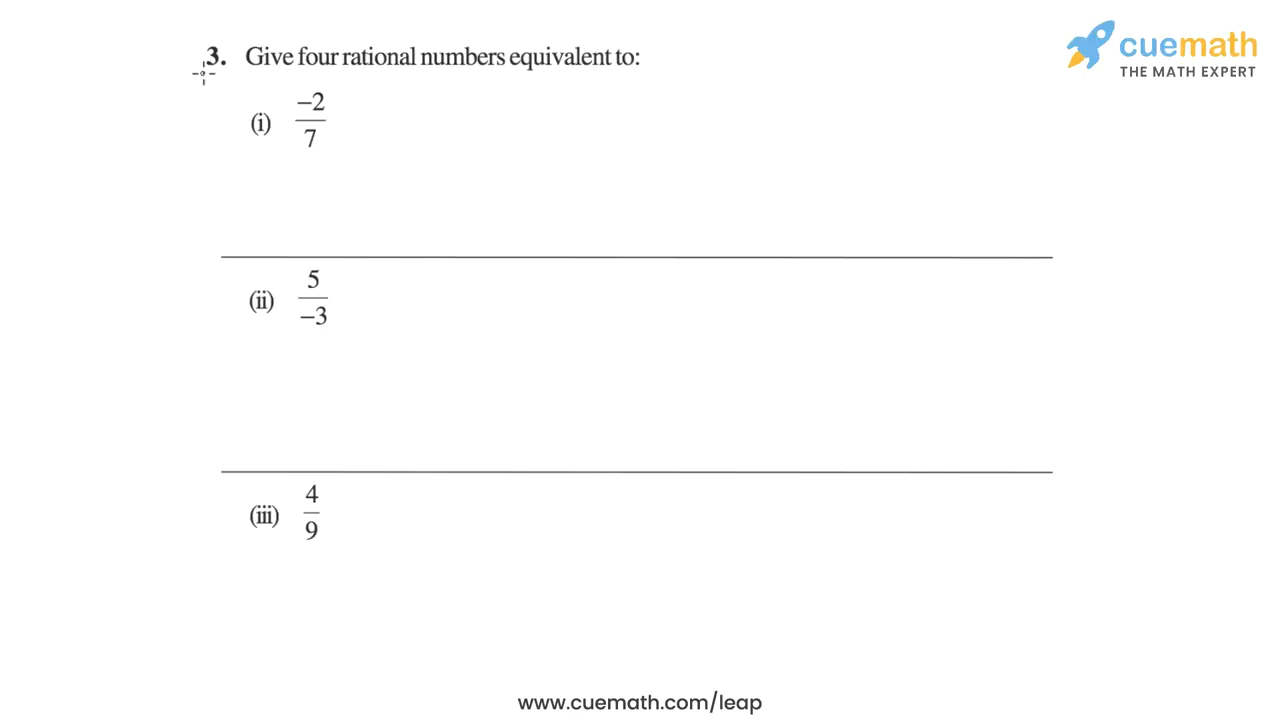 cuemath
THE MATH EXPERT
3. Give four rational numbers equivalent to:
(i) −2/7
(ii) 5/−3
(iii) 4/9
www.cuemath.com/leap